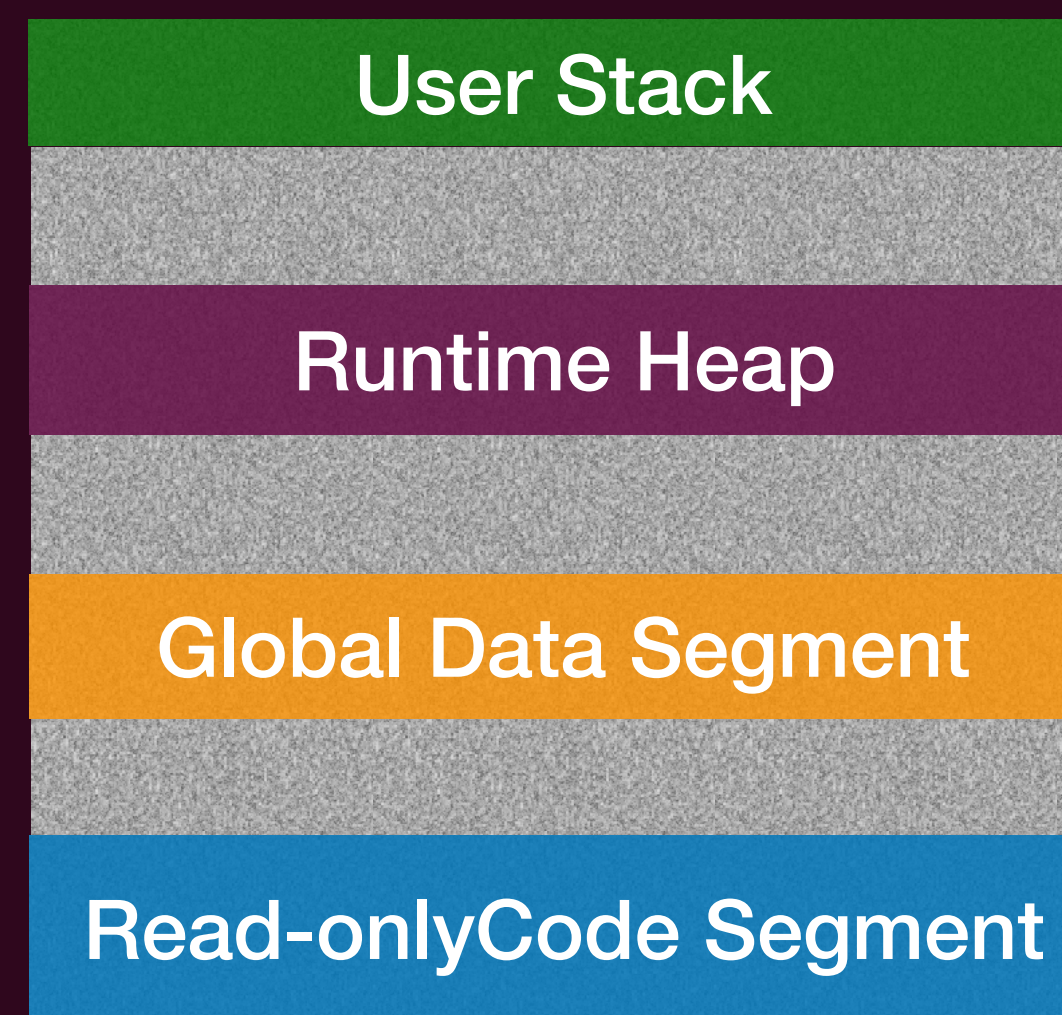 User Stack
Runtime Heap
Global Data Segment
Read-onlyCode Segment